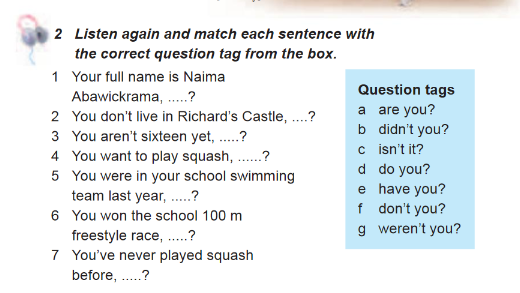 2 Listen again and match each sentence with
the correct question tag from the box.
1 Your full name is Naima
Abawickrama, .....?
2 You don't live in Richard's Castle, ....?
3 You aren't sixteen yet, .....?
4 You want to play squash, ......?
5 You were in your school swimming
team last year, .....?
6 You won the school 100 m
freestyle race, .....?
7 You've never played squash
before, .....?
Question tags
a are you?
b didn't you?
c isn't it?
d do you?
e have you?
f don't you?
g weren't you?